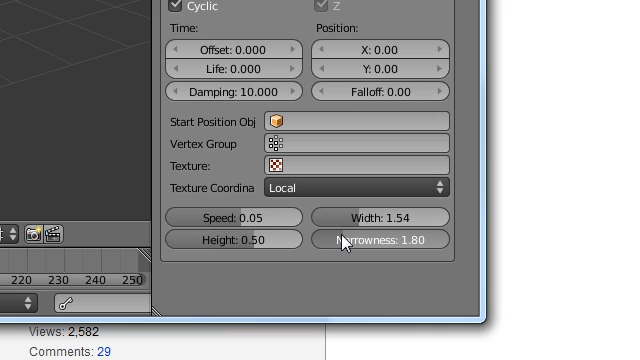 Cyclic Z
Time: Position:
Offset: 0.000 X: 0.00
Life: 0.000 Y: 0.00
Damping: 10.000 Falloff: 0.00
Start Position Obj
Vertex Group
Texture:
Texture Coordina Local
Speed: 0.05 Width: 1.54
Height: 0.50 Narrowness: 1.80
220 230 240 250
Views: 2,582
Comments: 29